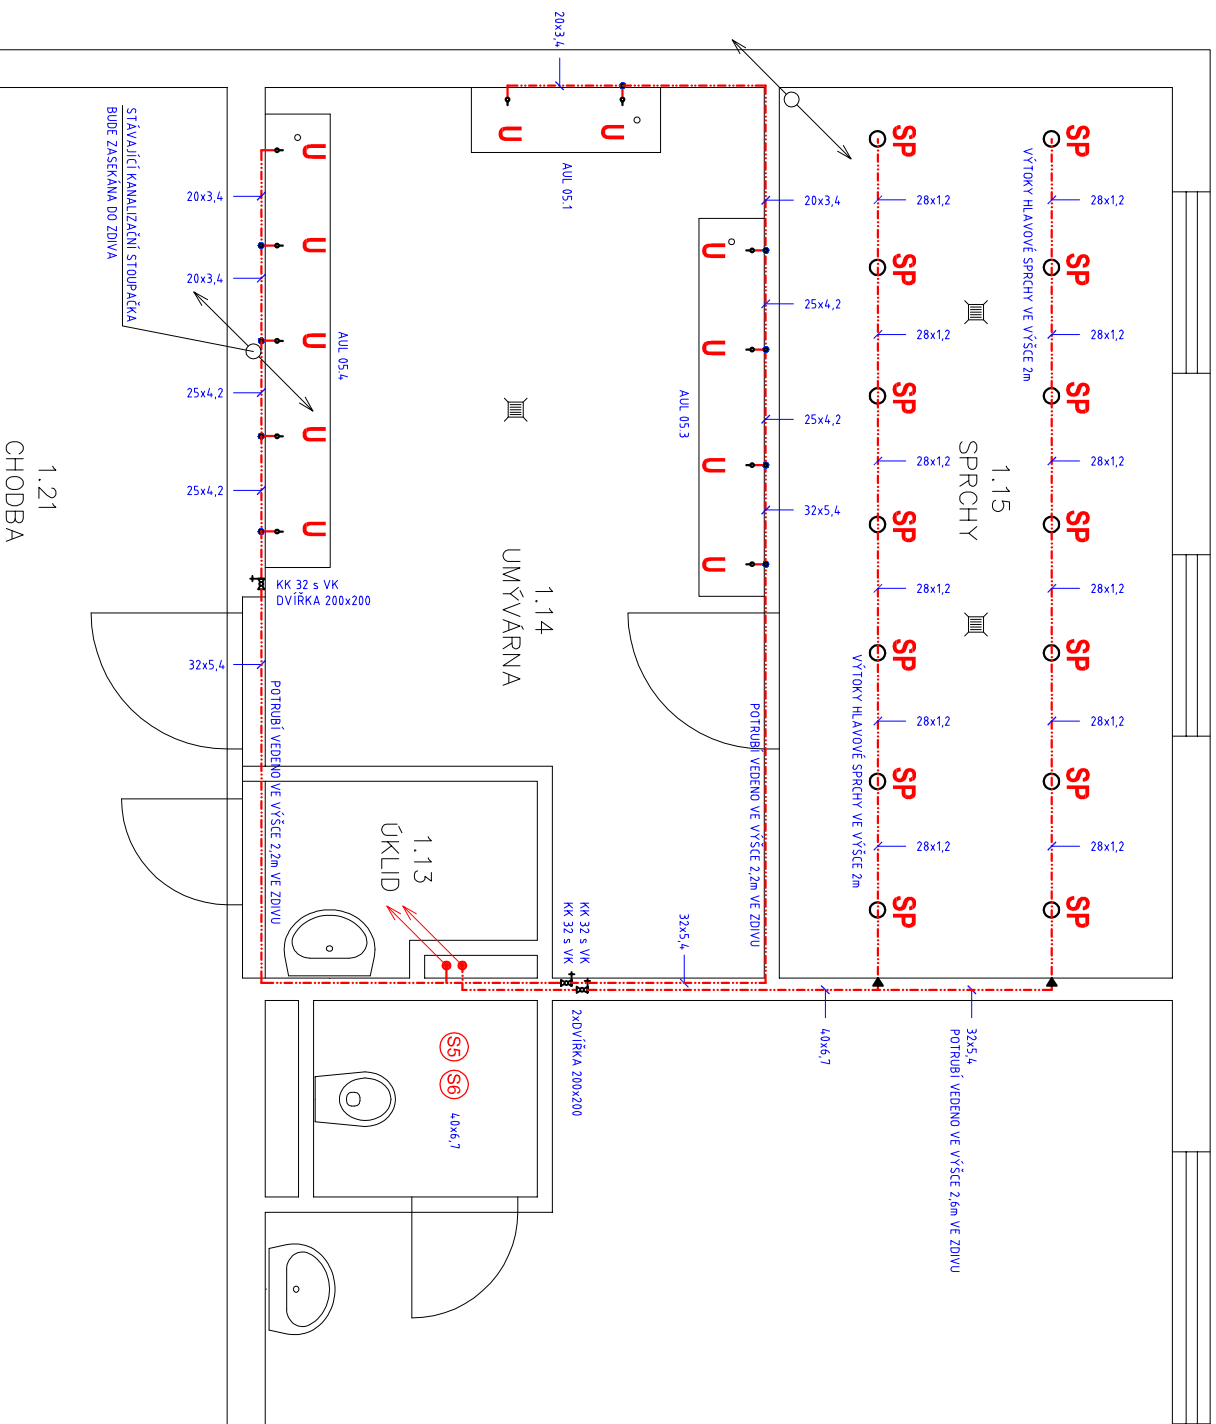 20x3,4
SP
SP
SP
SP
SP
SP
SP
28x1,2
28x1,2
28x1,2
28x1,2
28x1,2
28x1,2
VÝTOKY HLAVOVÉ SPRCHY VE VÝŠCE 2m
SP
SP
SP
SP
SP
SP
SP
28x1,2
28x1,2
28x1,2
28x1,2
28x1,2
28x1,2
VÝTOKY HLAVOVÉ SPRCHY VE VÝŠCE 2m
1.15
SPRCHY
20x3,4
25x4,2
25x4,2
32x5,4
U
U
U
U
AUL 05.3
POTRUBÍ VEDENO VE VÝŠCE 2,2m VE ZDIVU
U
U
AUL 05.1
1.14
UMÝVÁRNA
U
U
U
U
U
AUL 05.4
20x3,4
20x3,4
25x4,2
25x4,2
32x5,4
KK 32 s VK
DVÍŘKA 200x200
POTRUBÍ VEDENO VE VÝŠCE 2,2m VE ZDIVU
STÁVAJÍCÍ KANALIZAČNÍ STOUPAČKA
BUDE ZASEKÁNA DO ZDIVA
1.21
CHODBA
1.13
ÚKLID
KK 32 s VK
KK 32 s VK
2xDVÍŘKA 200x200
32x5,4
40x6,7
32x5,4
POTRUBÍ VEDENO VE VÝŠCE 2,6m VE ZDIVU
S5
S6
40x6,7